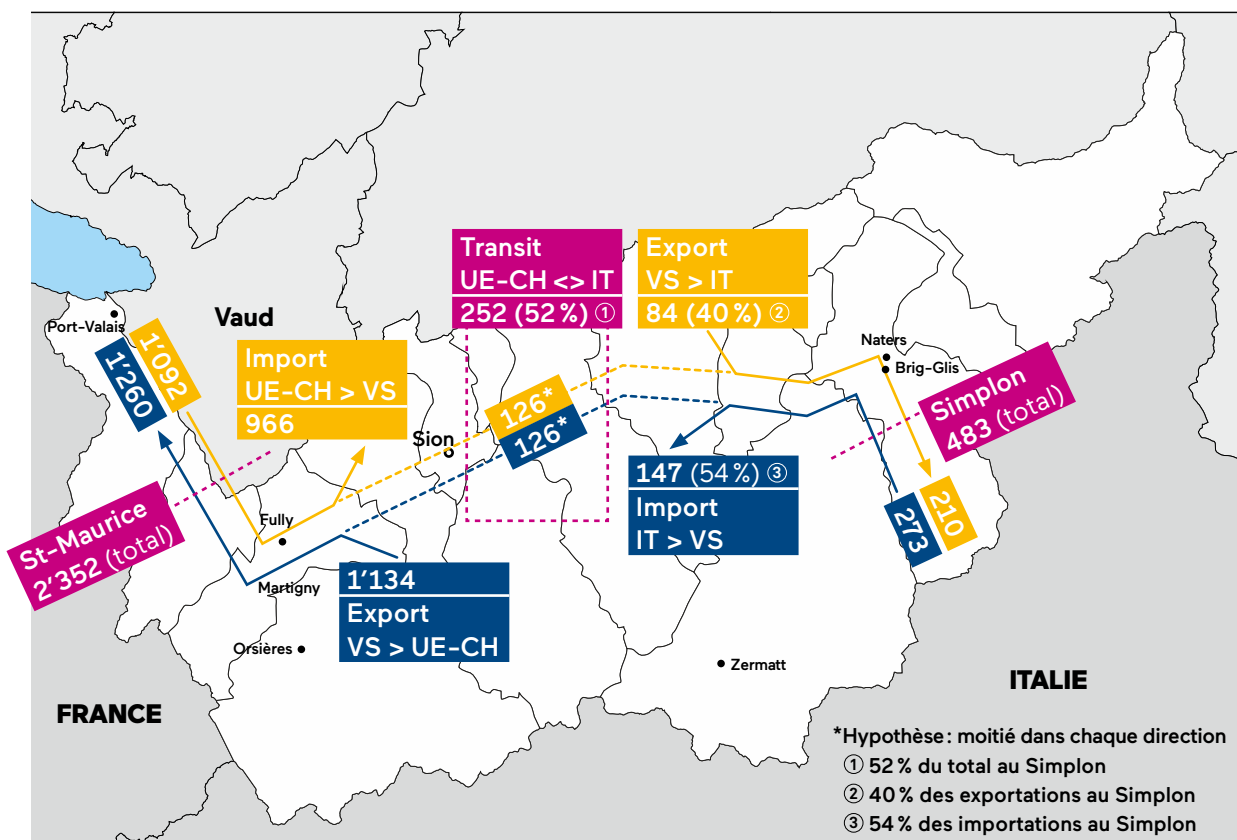 Transit
UE-CH <> IT
252 (52 %) ①
Export
VS > IT
84 (40 %) ②
Port-Valais
Vaud
1’092
1’260
Import
UE-CH > VS
966
Naters
Brig-Glis
Simplon
483 (total)
126*
126*
Sion
147 (54 %) ③
Import
IT > VS
St-Maurice
2’352 (total)
Fully
210
273
Martigny
1’134
Export
VS > UE-CH
Orsières
Zermatt
ITALIE
FRANCE
*Hypothèse : moitié dans chaque direction
① 52 % du total au Simplon
② 40 % des exportations au Simplon
③ 54 % des importations au Simplon